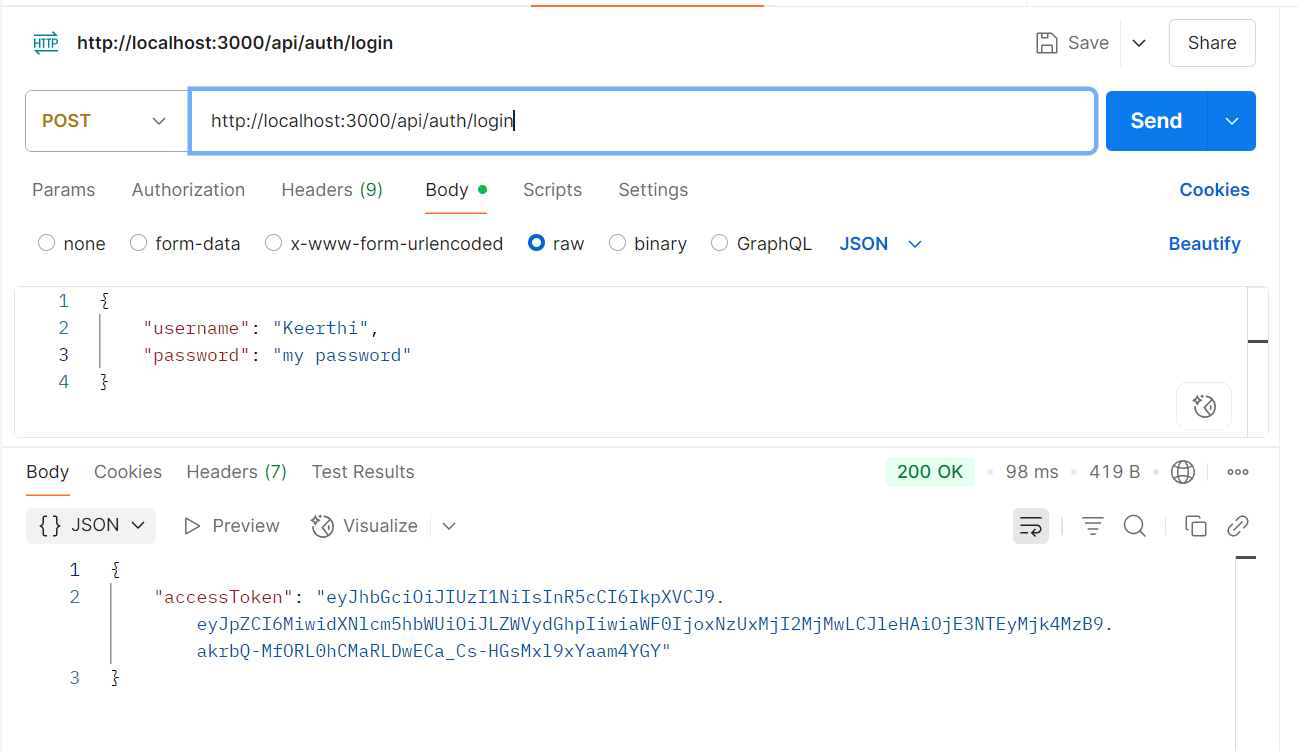 HTTP http://localhost:3000/api/auth/login Save Share
POST http://localhost:3000/api/auth/login Send
Params Authorization Headers (9) Body Scripts Settings Cookies
none form-data x-www-form-urlencoded raw binary GraphQL JSON Beautify
1 {
2 "username": "Keerthi",
3 "password": "my password"
4 }
Body Cookies Headers (7) Test Results 200 OK 98 ms 419 B
{} JSON Preview Visualize
1 {
2 "accessToken": "eyJhbGciOiJIUzI1NiIsInR5cCI6IkpXVCJ9.
eyJpZCI6MiwidXNlcm5hbWUiOiJLZWVydGhpIiwiaWF0IjoxNzUxMjI2MjMwLCJleHAiOjE3NTEyMjk4MzB9.
akrbQ-MfORL0hCMaRLDwECa_Cs-HGsMxl9xYaam4YGY"
3 }